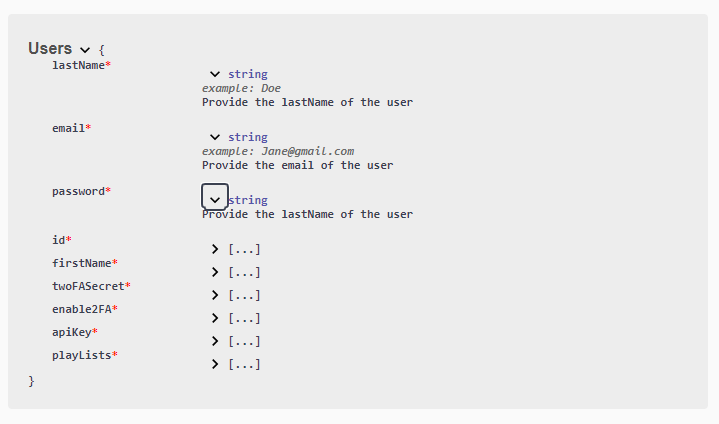 Users {
lastName*
string
example: Doe
Provide the lastName of the user
email*
string
example: Jane@gmail.com
Provide the email of the user
password*
string
Provide the lastName of the user
id* [...]
firstName* [...]
twoFASecret* [...]
enable2FA* [...]
apiKey* [...]
playLists* [...]
}